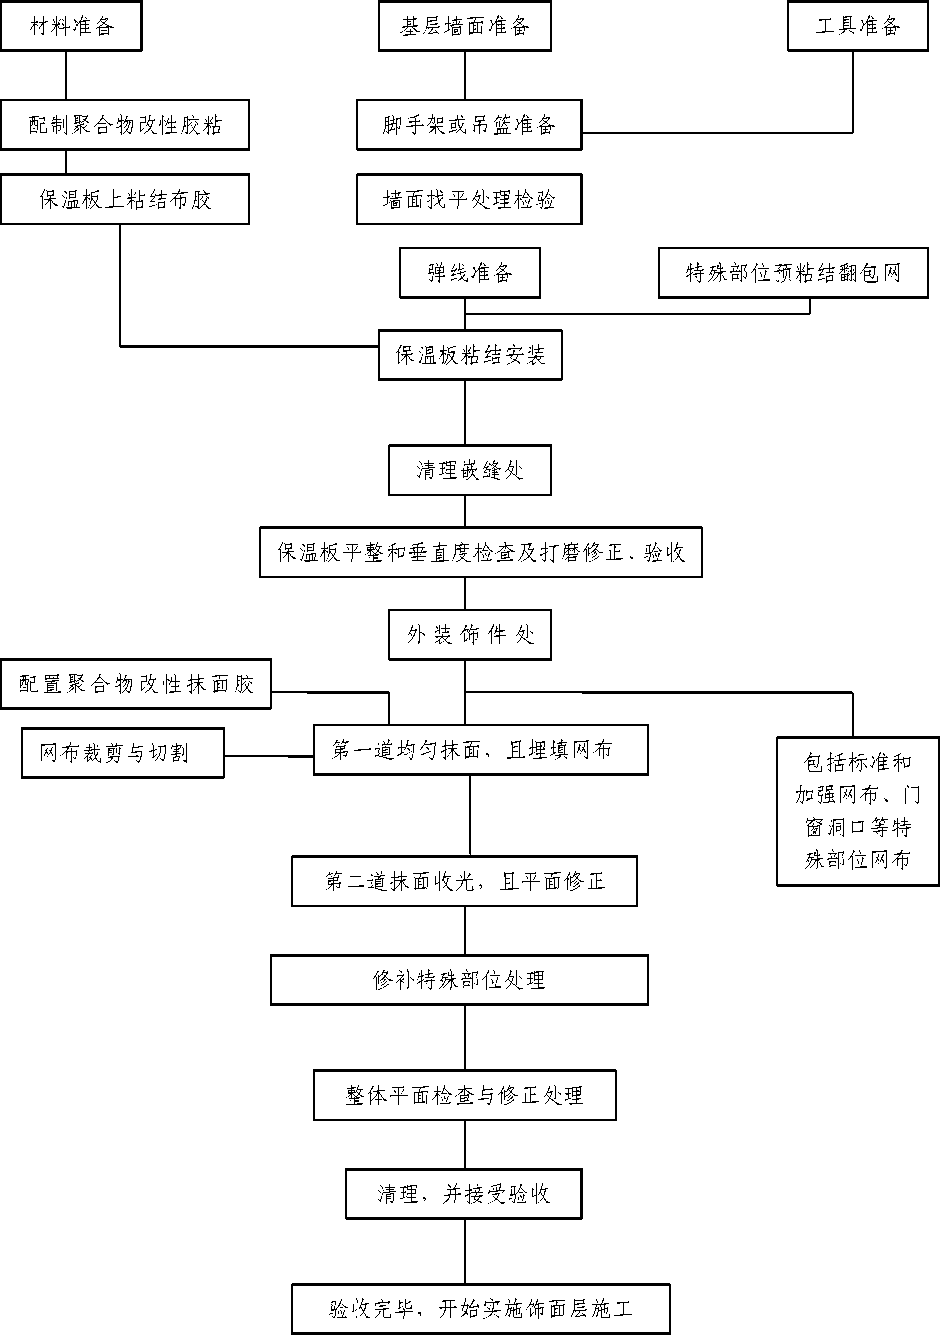 材料准备
基层墙面准备
工具准备
配制聚合物改性胶粘
脚手架或吊篮准备
保温板上粘结布胶
墙面找平处理检验
弹线准备
特殊部位预粘结翻包网
保温板粘结安装
清理嵌缝处
保温板平整和垂直度检查及打磨修正、验收
外装饰件处
配置聚合物改性抹面胶
网布裁剪与切割
第一道均匀抹面，且埋填网布
包括标准和
加强网布、门
窗洞口等特
殊部位网布
第二道抹面收光，且平面修正
修补特殊部位处理
整体平面检查与修正处理
清理，并接受验收
验收完毕，开始实施饰面层施工